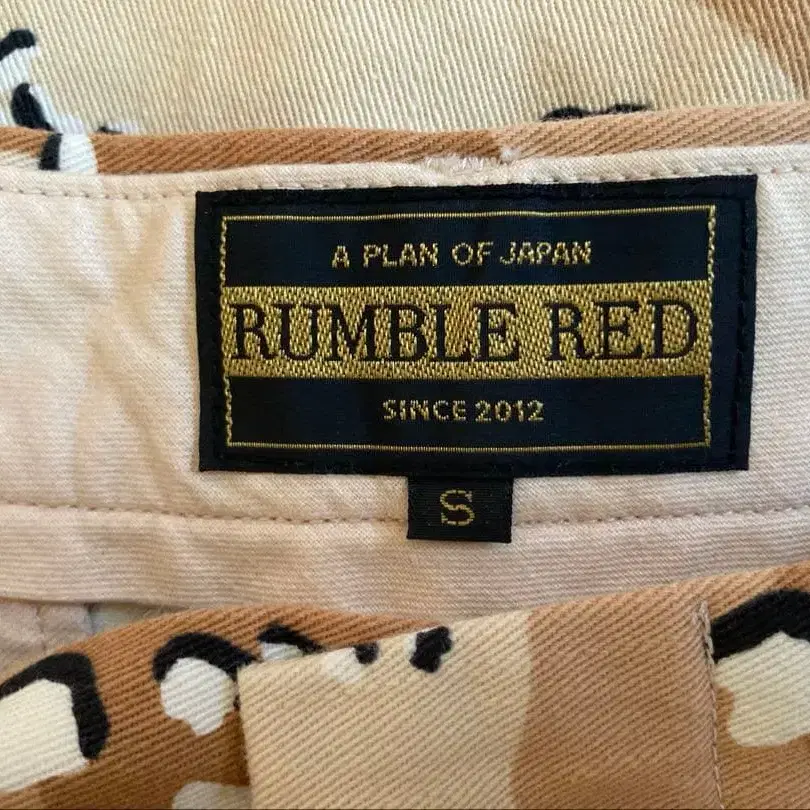 A PLAN OF JAPAN
RUMBLE RED
SINCE 2012
S